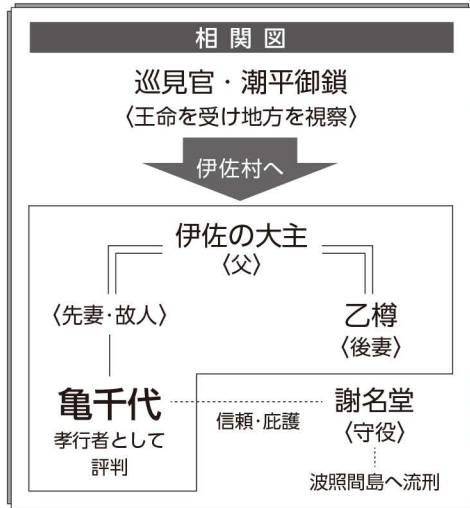 相関図
巡見官・潮平御鎖
〈王命を受け地方を視察〉
伊佐村へ
伊佐の大主
〈父〉
〈先妻・故人〉
乙樽
〈後妻〉
亀千代
孝行者として
評判
信頼・庇護
謝名堂
〈守役〉
波照間島へ流刑